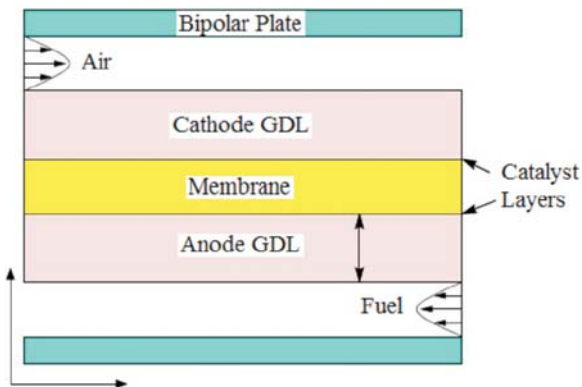 Bipolar Plate
Air
Cathode GDL
Membrane
Catalyst
Layers
Anode GDL
Fuel